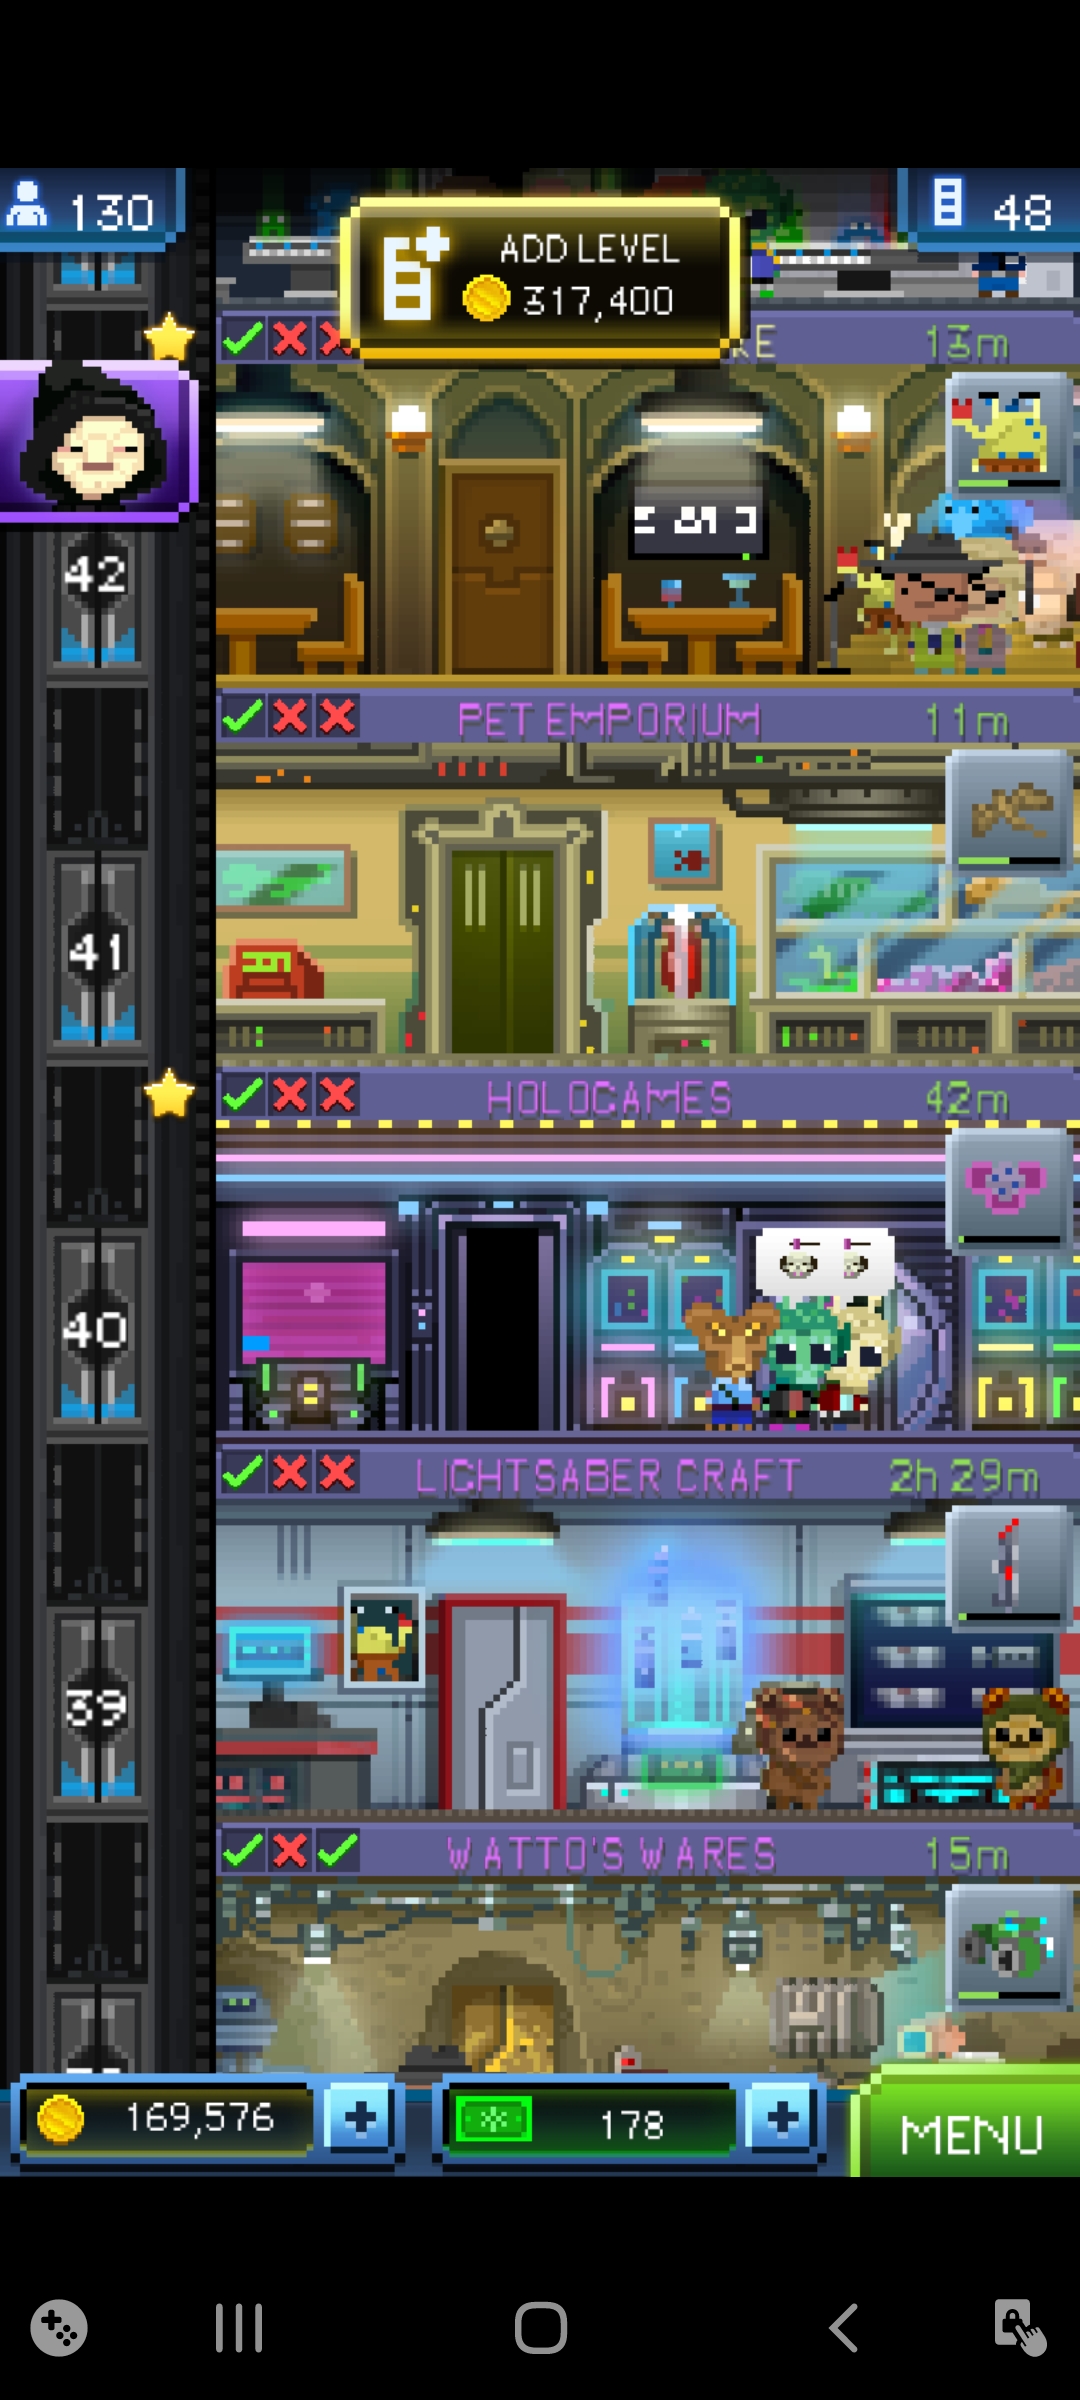 130
48
ADD LEVEL
317,400
KE 13m
42
PET EMPORIUM 11m
41
HOLOGAMES 42m
40
LIGHTSABER CRAFT 2h 29m
39
WATTO'S WARES 15m
169,576
178
MENU